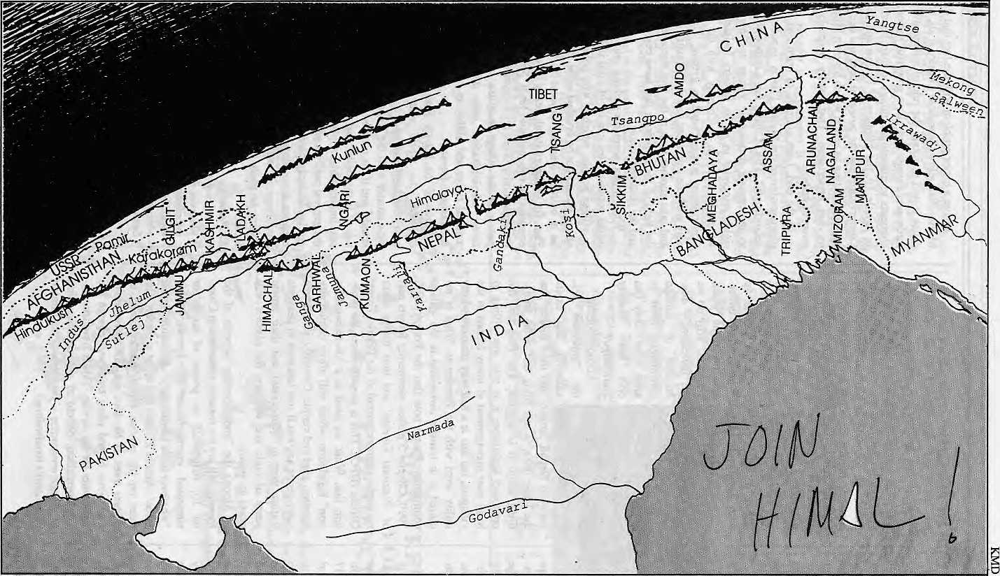 CHINA
Yangtse
Mekong
Salween
Irrawady
TIBET
AMDO
TSANG
Tsangpo
Kunlun
BHUTAN
ASSAM
ARUNACHAL
NAGALAND
MANIPUR
MEGHADAYA
SIKKIM
Himalaya
NGARI
LADAKH
KASHMIR
GILGIT
Pamir
Karakoram
USSR
AFGHANISTHAN
Hindukush
Indus
Jhelum
Sutlej
JAMMU
HIMACHAL
Ganga
GARHWAL
Jamuna
KUMAON
Karnali
NEPAL
Gandaki
Kosi
BANGLADESH
TRIPURA
MIZORAM
MYANMAR
INDIA
PAKISTAN
Narmada
Godavari
JOIN
HIMAL!
KMD